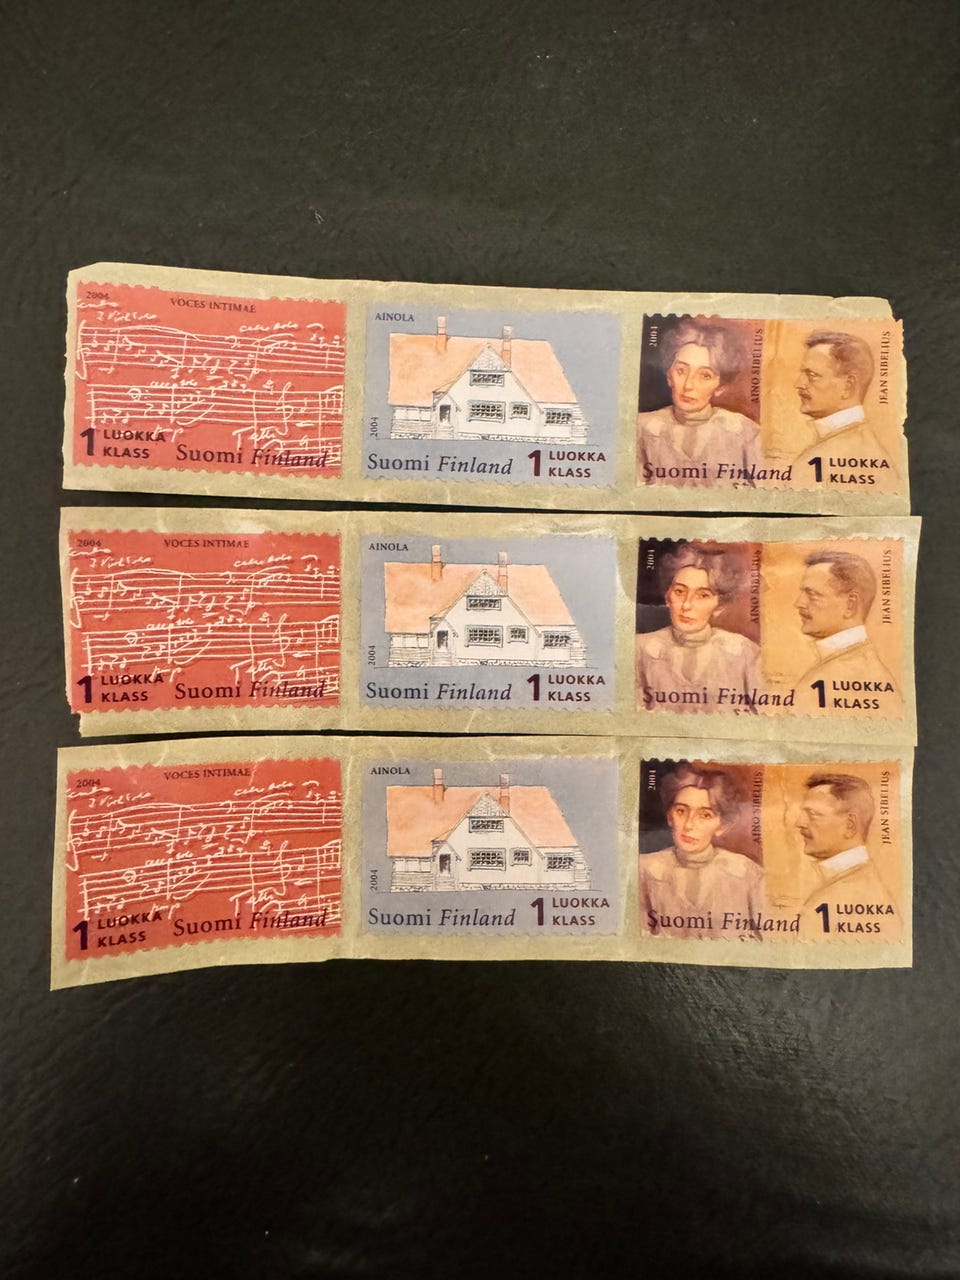 2004 VOCES INTIMAE
1 LUOKKA
KLASS
Suomi Finland
AINOLA
2004
Suomi Finland
1 LUOKKA
KLASS
2004
AINO SIBELIUS
JEAN SIBELIUS
Suomi Finland
1 LUOKKA
KLASS
2004 VOCES INTIMAE
1 LUOKKA
KLASS
Suomi Finland
AINOLA
2004
Suomi Finland
1 LUOKKA
KLASS
2004
AINO SIBELIUS
JEAN SIBELIUS
Suomi Finland
1 LUOKKA
KLASS
2004 VOCES INTIMAE
1 LUOKKA
KLASS
Suomi Finland
AINOLA
2004
Suomi Finland
1 LUOKKA
KLASS
2004
AINO SIBELIUS
JEAN SIBELIUS
Suomi Finland
1 LUOKKA
KLASS